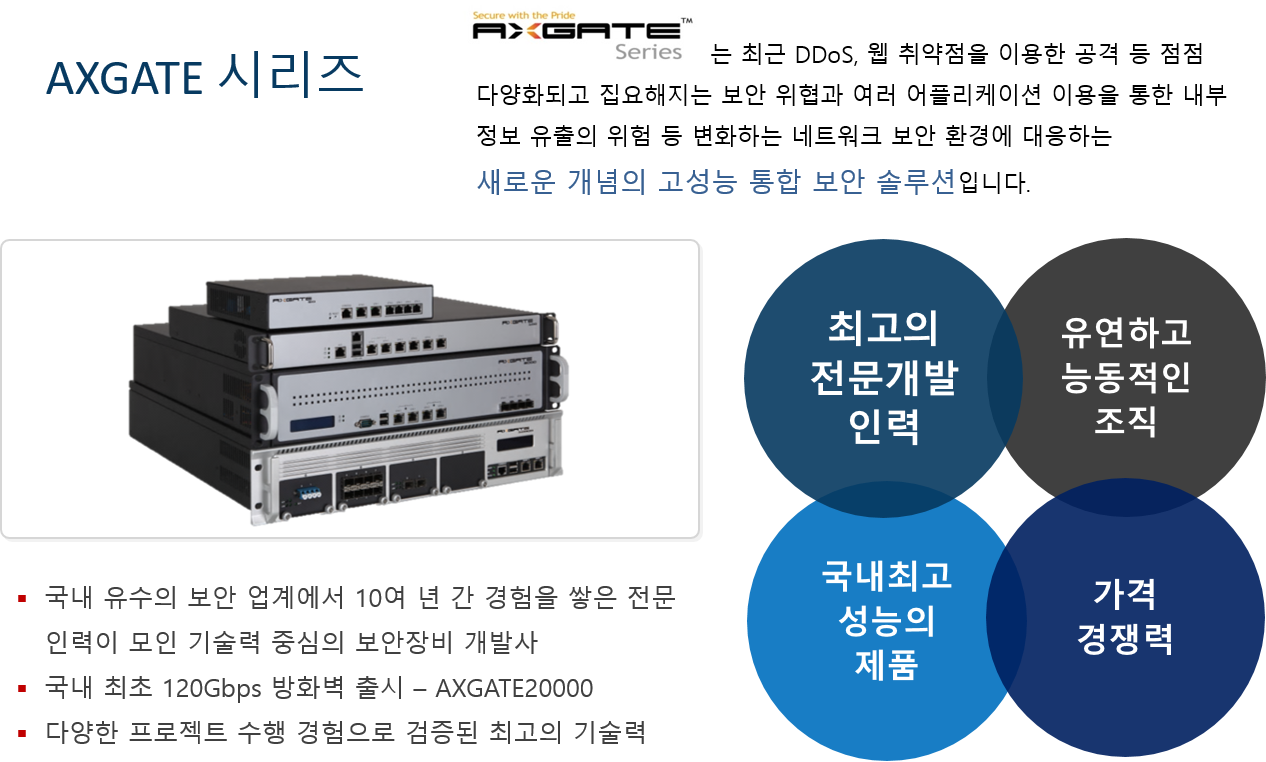 AXGATE 시리즈
Secure with the Pride
AXGATE™
Series 는 최근 DDoS, 웹 취약점을 이용한 공격 등 점점
다양화되고 집요해지는 보안 위협과 여러 어플리케이션 이용을 통한 내부
정보 유출의 위험 등 변화하는 네트워크 보안 환경에 대응하는
새로운 개념의 고성능 통합 보안 솔루션입니다.
AXGATE
AXGATE
AXGATE
AXGATE
최고의
전문개발
인력
유연하고
능동적인
조직
국내최고
성능의
제품
가격
경쟁력
▪ 국내 유수의 보안 업계에서 10여 년 간 경험을 쌓은 전문
인력이 모인 기술력 중심의 보안장비 개발사
▪ 국내 최초 120Gbps 방화벽 출시 – AXGATE20000
▪ 다양한 프로젝트 수행 경험으로 검증된 최고의 기술력